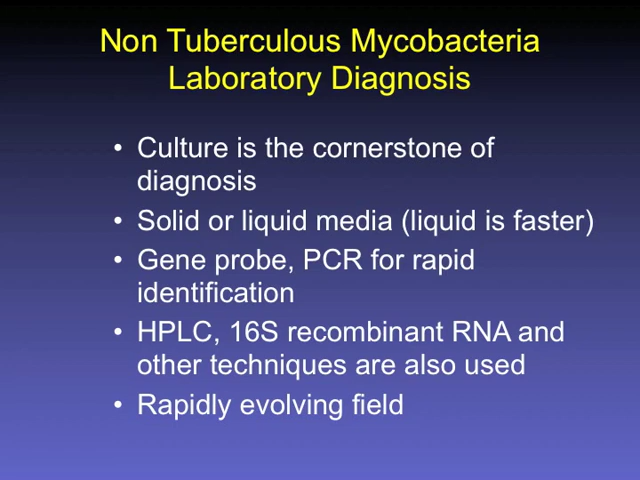 Non Tuberculous Mycobacteria
Laboratory Diagnosis
• Culture is the cornerstone of
diagnosis
• Solid or liquid media (liquid is faster)
• Gene probe, PCR for rapid
identification
• HPLC, 16S recombinant RNA and
other techniques are also used
• Rapidly evolving field